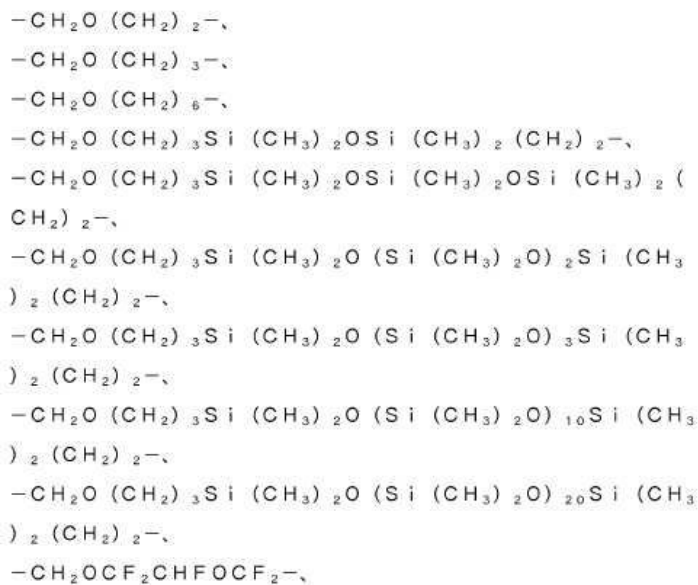 －ＣＨ₂Ｏ（ＣＨ₂）₂－、
－ＣＨ₂Ｏ（ＣＨ₂）₃－、
－ＣＨ₂Ｏ（ＣＨ₂）₆－、
－ＣＨ₂Ｏ（ＣＨ₂）₃Ｓｉ（ＣＨ₃）₂ＯＳｉ（ＣＨ₃）₂（ＣＨ₂）₂－、
－ＣＨ₂Ｏ（ＣＨ₂）₃Ｓｉ（ＣＨ₃）₂ＯＳｉ（ＣＨ₃）₂ＯＳｉ（ＣＨ₃）₂（
ＣＨ₂）₂－、
－ＣＨ₂Ｏ（ＣＨ₂）₃Ｓｉ（ＣＨ₃）₂Ｏ（Ｓｉ（ＣＨ₃）₂Ｏ）₂Ｓｉ（ＣＨ₃
）₂（ＣＨ₂）₂－、
－ＣＨ₂Ｏ（ＣＨ₂）₃Ｓｉ（ＣＨ₃）₂Ｏ（Ｓｉ（ＣＨ₃）₂Ｏ）₃Ｓｉ（ＣＨ₃
）₂（ＣＨ₂）₂－、
－ＣＨ₂Ｏ（ＣＨ₂）₃Ｓｉ（ＣＨ₃）₂Ｏ（Ｓｉ（ＣＨ₃）₂Ｏ）₁₀Ｓｉ（ＣＨ₃
）₂（ＣＨ₂）₂－、
－ＣＨ₂Ｏ（ＣＨ₂）₃Ｓｉ（ＣＨ₃）₂Ｏ（Ｓｉ（ＣＨ₃）₂Ｏ）₂₀Ｓｉ（ＣＨ₃
）₂（ＣＨ₂）₂－、
－ＣＨ₂ＯＣＦ₂ＣＨＦＯＣＦ₂－、